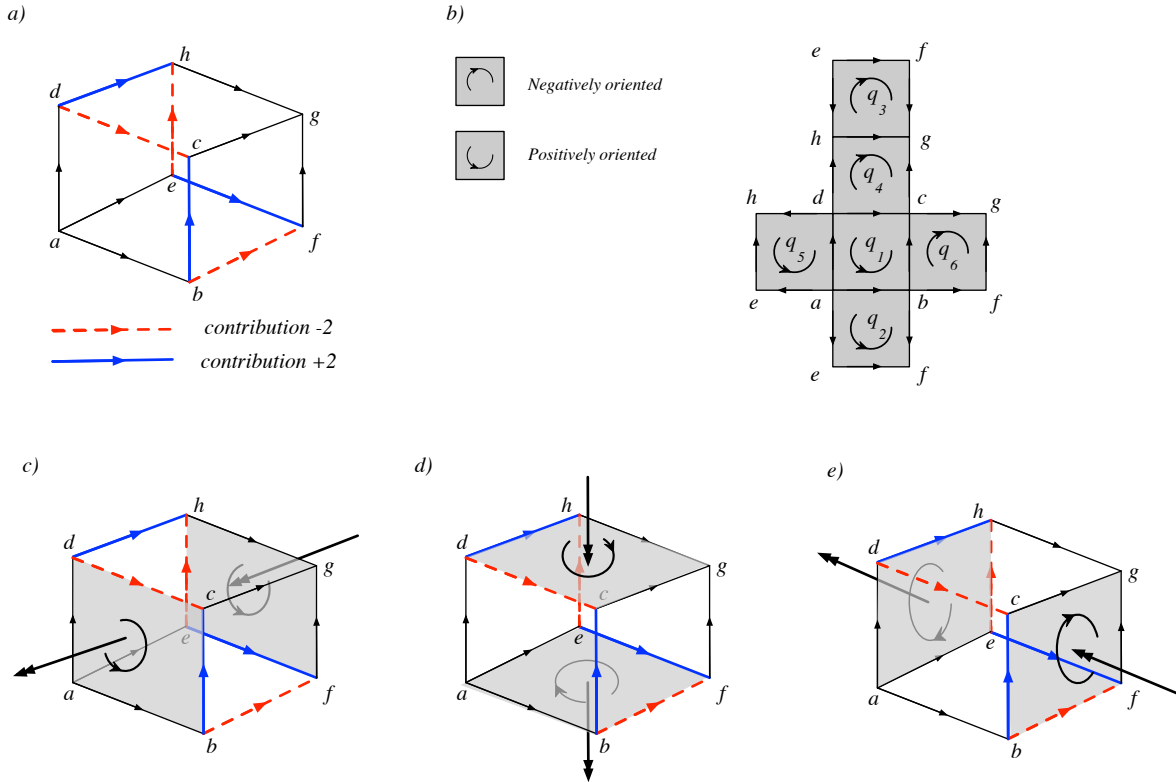 a)
h
d
g
c
e
a
f
b
contribution -2
contribution +2
b)
Negatively oriented
Positively oriented
e f
q3
h g
q4
h d c g
q5 q1 q6
e a b f
q2
e f
c)
h
d
g
c
e
a
f
b
d)
h
d
g
c
e
a
f
b
e)
h
d
g
c
e
a
f
b